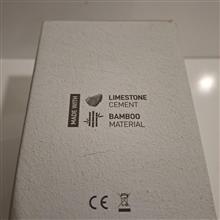 MADE WITH
LIMESTONE
CEMENT
BAMBOO
MATERIAL
CE